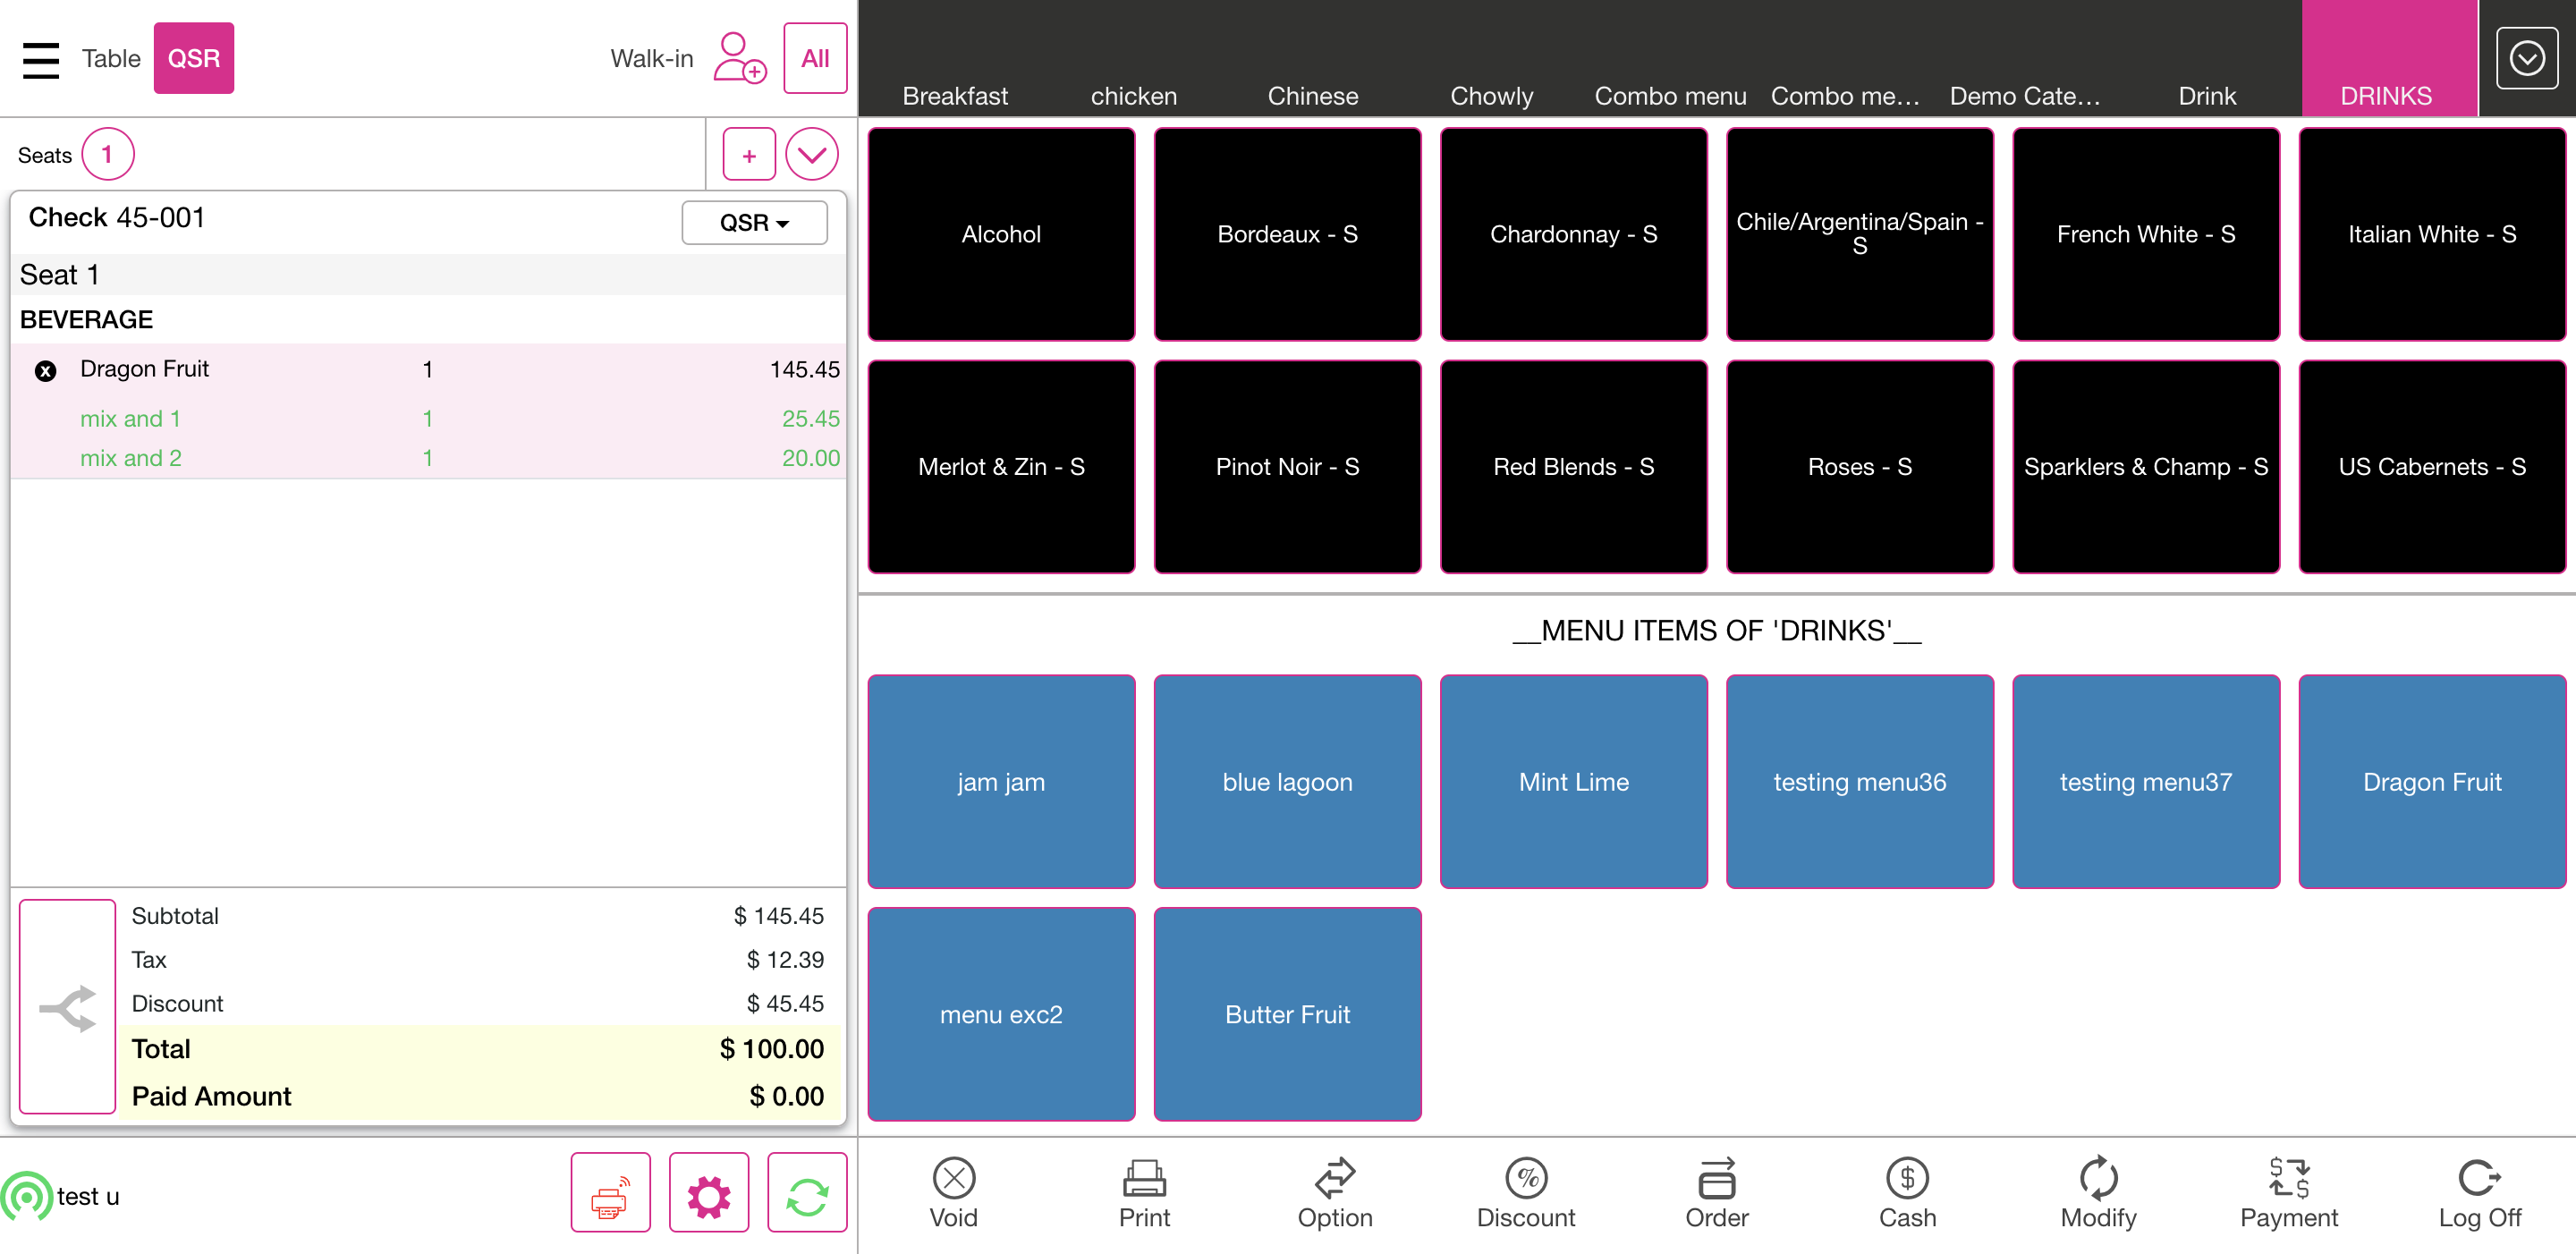 Table QSR Walk-in All
Breakfast chicken Chinese Chowly Combo menu Combo me... Demo Cate... Drink DRINKS
Seats 1 +
Check 45-001 QSR
Seat 1
BEVERAGE
x Dragon Fruit 1 145.45
mix and 1 1 25.45
mix and 2 1 20.00
Subtotal $ 145.45
Tax $ 12.39
Discount $ 45.45
Total $ 100.00
Paid Amount $ 0.00
test u
Alcohol
Bordeaux - S
Chardonnay - S
Chile/Argentina/Spain -
S
French White - S
Italian White - S
Merlot & Zin - S
Pinot Noir - S
Red Blends - S
Roses - S
Sparklers & Champ - S
US Cabernets - S
__MENU ITEMS OF 'DRINKS'__
jam jam
blue lagoon
Mint Lime
testing menu36
testing menu37
Dragon Fruit
menu exc2
Butter Fruit
Void Print Option Discount Order Cash Modify Payment Log Off